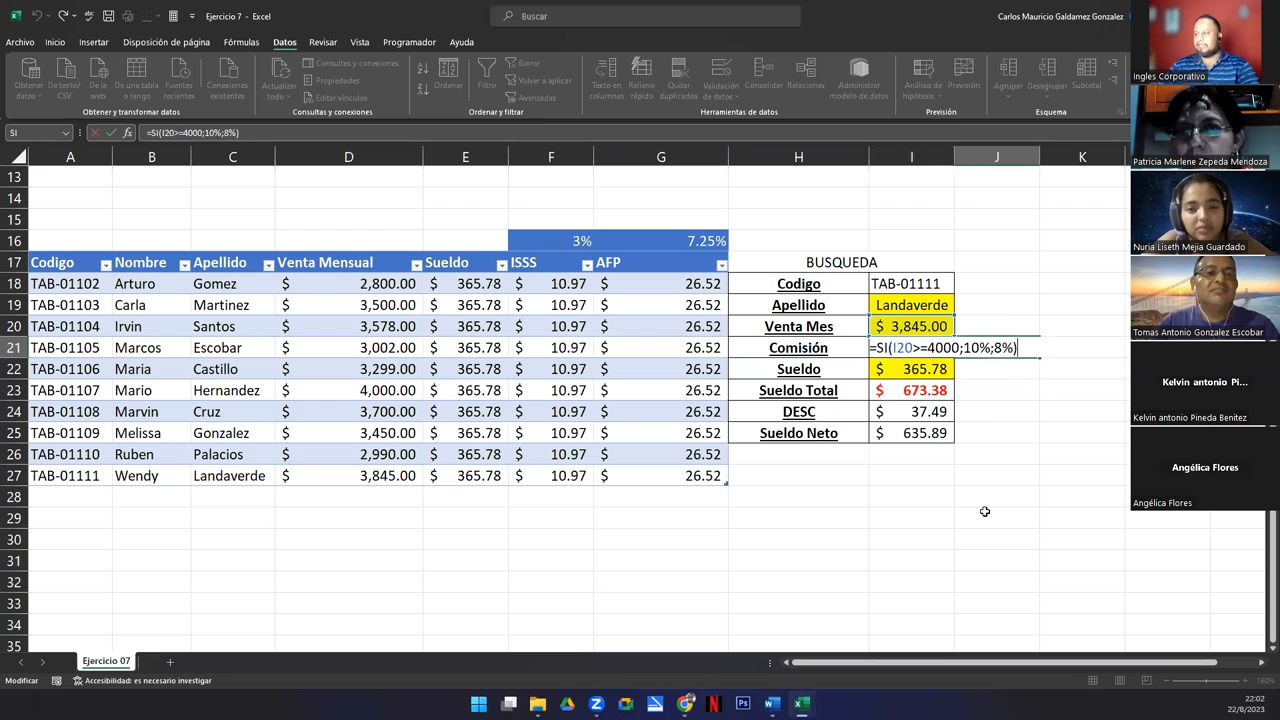 Ejercicio 7 - Excel
Buscar
Carlos Mauricio Galdamez Gonzalez
Archivo Inicio Insertar Disposición de página Fórmulas Datos Revisar Vista Programador Ayuda
Obtener datos
De texto/CSV
De la web
De una tabla o rango
Fuentes recientes
Conexiones existentes
Obtener y transformar datos
Actualizar todo
Consultas y conexiones
Propiedades
Editar vínculos
Consultas y conexiones
Ordenar
Filtro
Borrar
Volver a aplicar
Avanzadas
Ordenar y filtrar
Texto en columnas
Relleno rápido
Quitar duplicados
Validación de datos
Consolidar
Relaciones
Administrar modelo de datos
Herramientas de datos
Análisis de hipótesis
Previsión
Previsión
Agrupar
Desagrupar
Subtotal
Esquema
SI =SI(I20>=4000;10%;8%)
A B C D E F G H I J K
13
14
15
16 3% 7.25%
17 Codigo Nombre Apellido Venta Mensual Sueldo ISSS AFP BUSQUEDA
18 TAB-01102 Arturo Gomez $ 2,800.00 $ 365.78 $ 10.97 $ 26.52 Codigo TAB-01111
19 TAB-01103 Carla Martinez $ 3,500.00 $ 365.78 $ 10.97 $ 26.52 Apellido Landaverde
20 TAB-01104 Irvin Santos $ 3,578.00 $ 365.78 $ 10.97 $ 26.52 Venta Mes $ 3,845.00
21 TAB-01105 Marcos Escobar $ 3,002.00 $ 365.78 $ 10.97 $ 26.52 Comisión =SI(I20>=4000;10%;8%)
22 TAB-01106 Maria Castillo $ 3,299.00 $ 365.78 $ 10.97 $ 26.52 Sueldo $ 365.78
23 TAB-01107 Mario Hernandez $ 4,000.00 $ 365.78 $ 10.97 $ 26.52 Sueldo Total $ 673.38
24 TAB-01108 Marvin Cruz $ 3,700.00 $ 365.78 $ 10.97 $ 26.52 DESC $ 37.49
25 TAB-01109 Melissa Gonzalez $ 3,450.00 $ 365.78 $ 10.97 $ 26.52 Sueldo Neto $ 635.89
26 TAB-01110 Ruben Palacios $ 2,990.00 $ 365.78 $ 10.97 $ 26.52
27 TAB-01111 Wendy Landaverde $ 3,845.00 $ 365.78 $ 10.97 $ 26.52
28
29
30
31
32
33
34
35
Ejercicio 07
Modificar Accesibilidad: es necesario investigar 160%
22:02
22/8/2023
Ingles Corporativo
Patricia Marlene Zepeda Mendoza
Nuria Liseth Mejia Guardado
Tomas Antonio Gonzalez Escobar
Kelvin antonio Pi...
Kelvin antonio Pineda Benitez
Angélica Flores
Angélica Flores